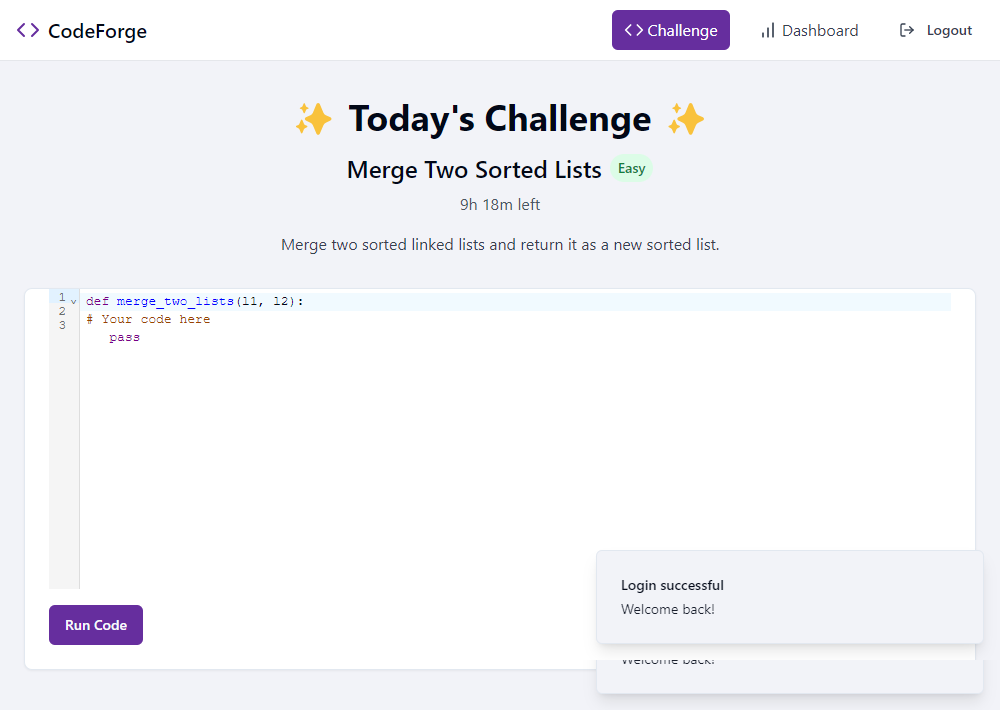 CodeForge
Challenge
Dashboard
Logout
✨ Today's Challenge ✨
Merge Two Sorted Lists Easy
9h 18m left
Merge two sorted linked lists and return it as a new sorted list.
1 def merge_two_lists(l1, l2):
2 # Your code here
3 pass
Run Code
Login successful
Welcome back!
Welcome back!